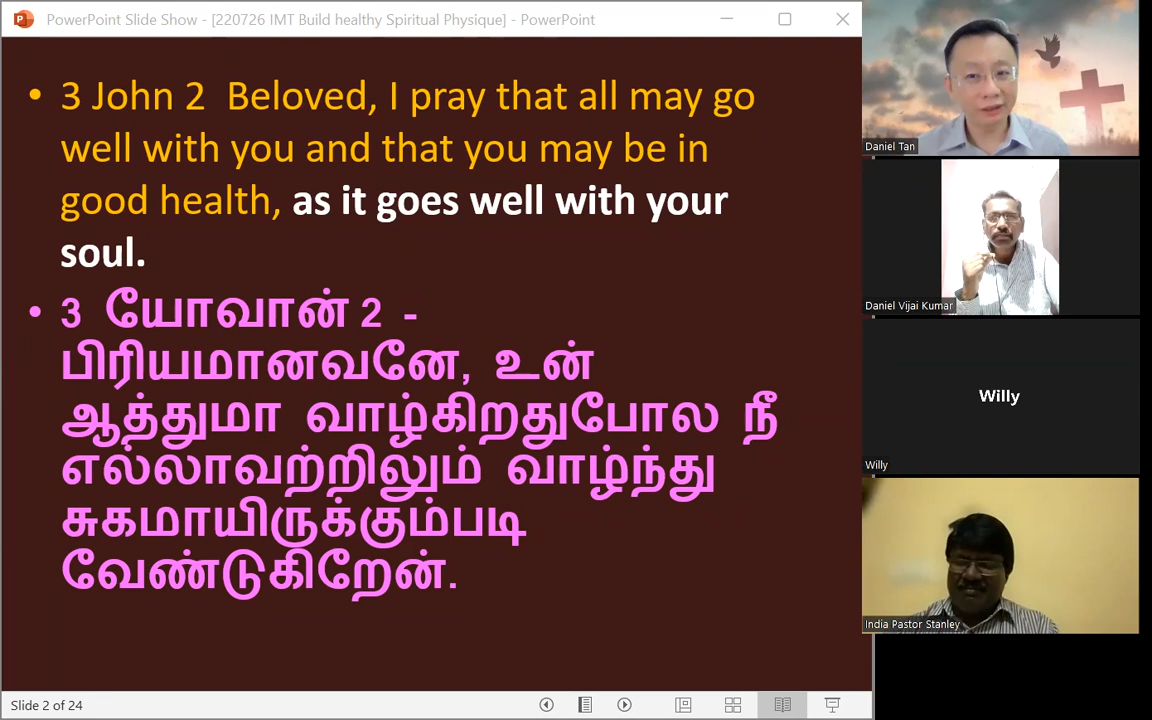 PowerPoint Slide Show - [220726 IMT Build healthy Spiritual Physique] - PowerPoint
• 3 John 2 Beloved, I pray that all may go
well with you and that you may be in
good health, as it goes well with your
soul.
• 3 யோவான் 2 -
பிரியமானவனே, உன்
ஆத்துமா வாழ்கிறதுபோல நீ
எல்லாவற்றிலும் வாழ்ந்து
சுகமாயிருக்கும்படி
வேண்டுகிறேன்.
Slide 2 of 24
Daniel Tan
Daniel Vijai Kumar
Willy
Willy
India Pastor Stanley